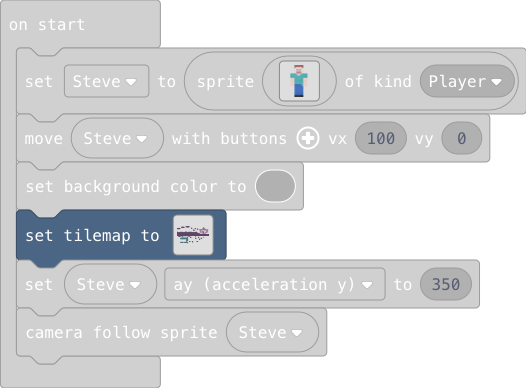 on start
set Steve to sprite of kind Player
move Steve with buttons vx 100 vy 0
set background color to
set tilemap to
set Steve ay (acceleration y) to 350
camera follow sprite Steve